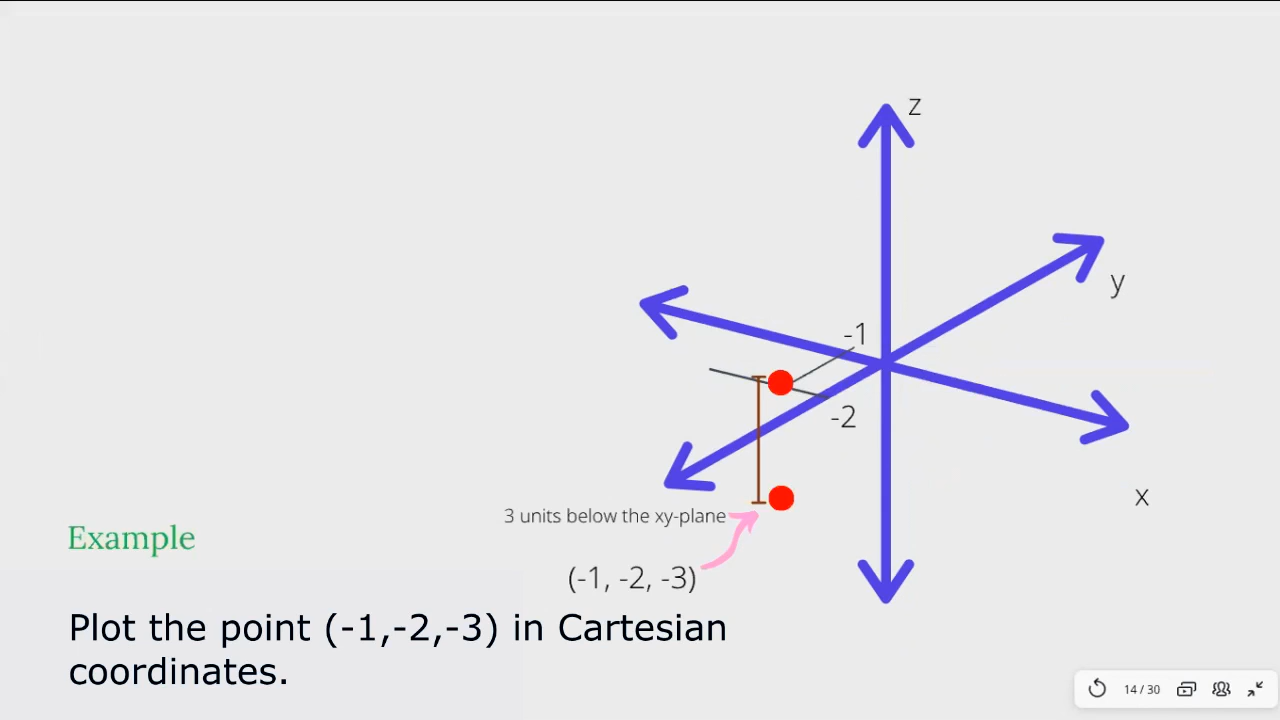 z
y
-1
-2
x
3 units below the xy-plane
Example
(-1, -2, -3)
Plot the point (-1,-2,-3) in Cartesian
coordinates.
14 / 30